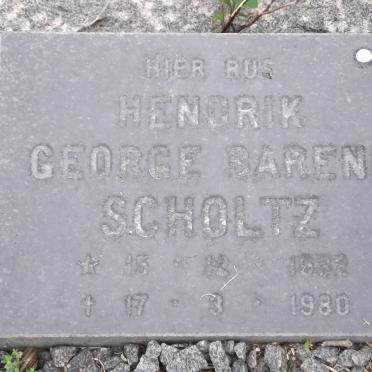 HIER RUS
HENDRIK
GEORGE BAREN
SCHOLTZ
★ 15 · 12 ·
† 17 · 3 · 1980